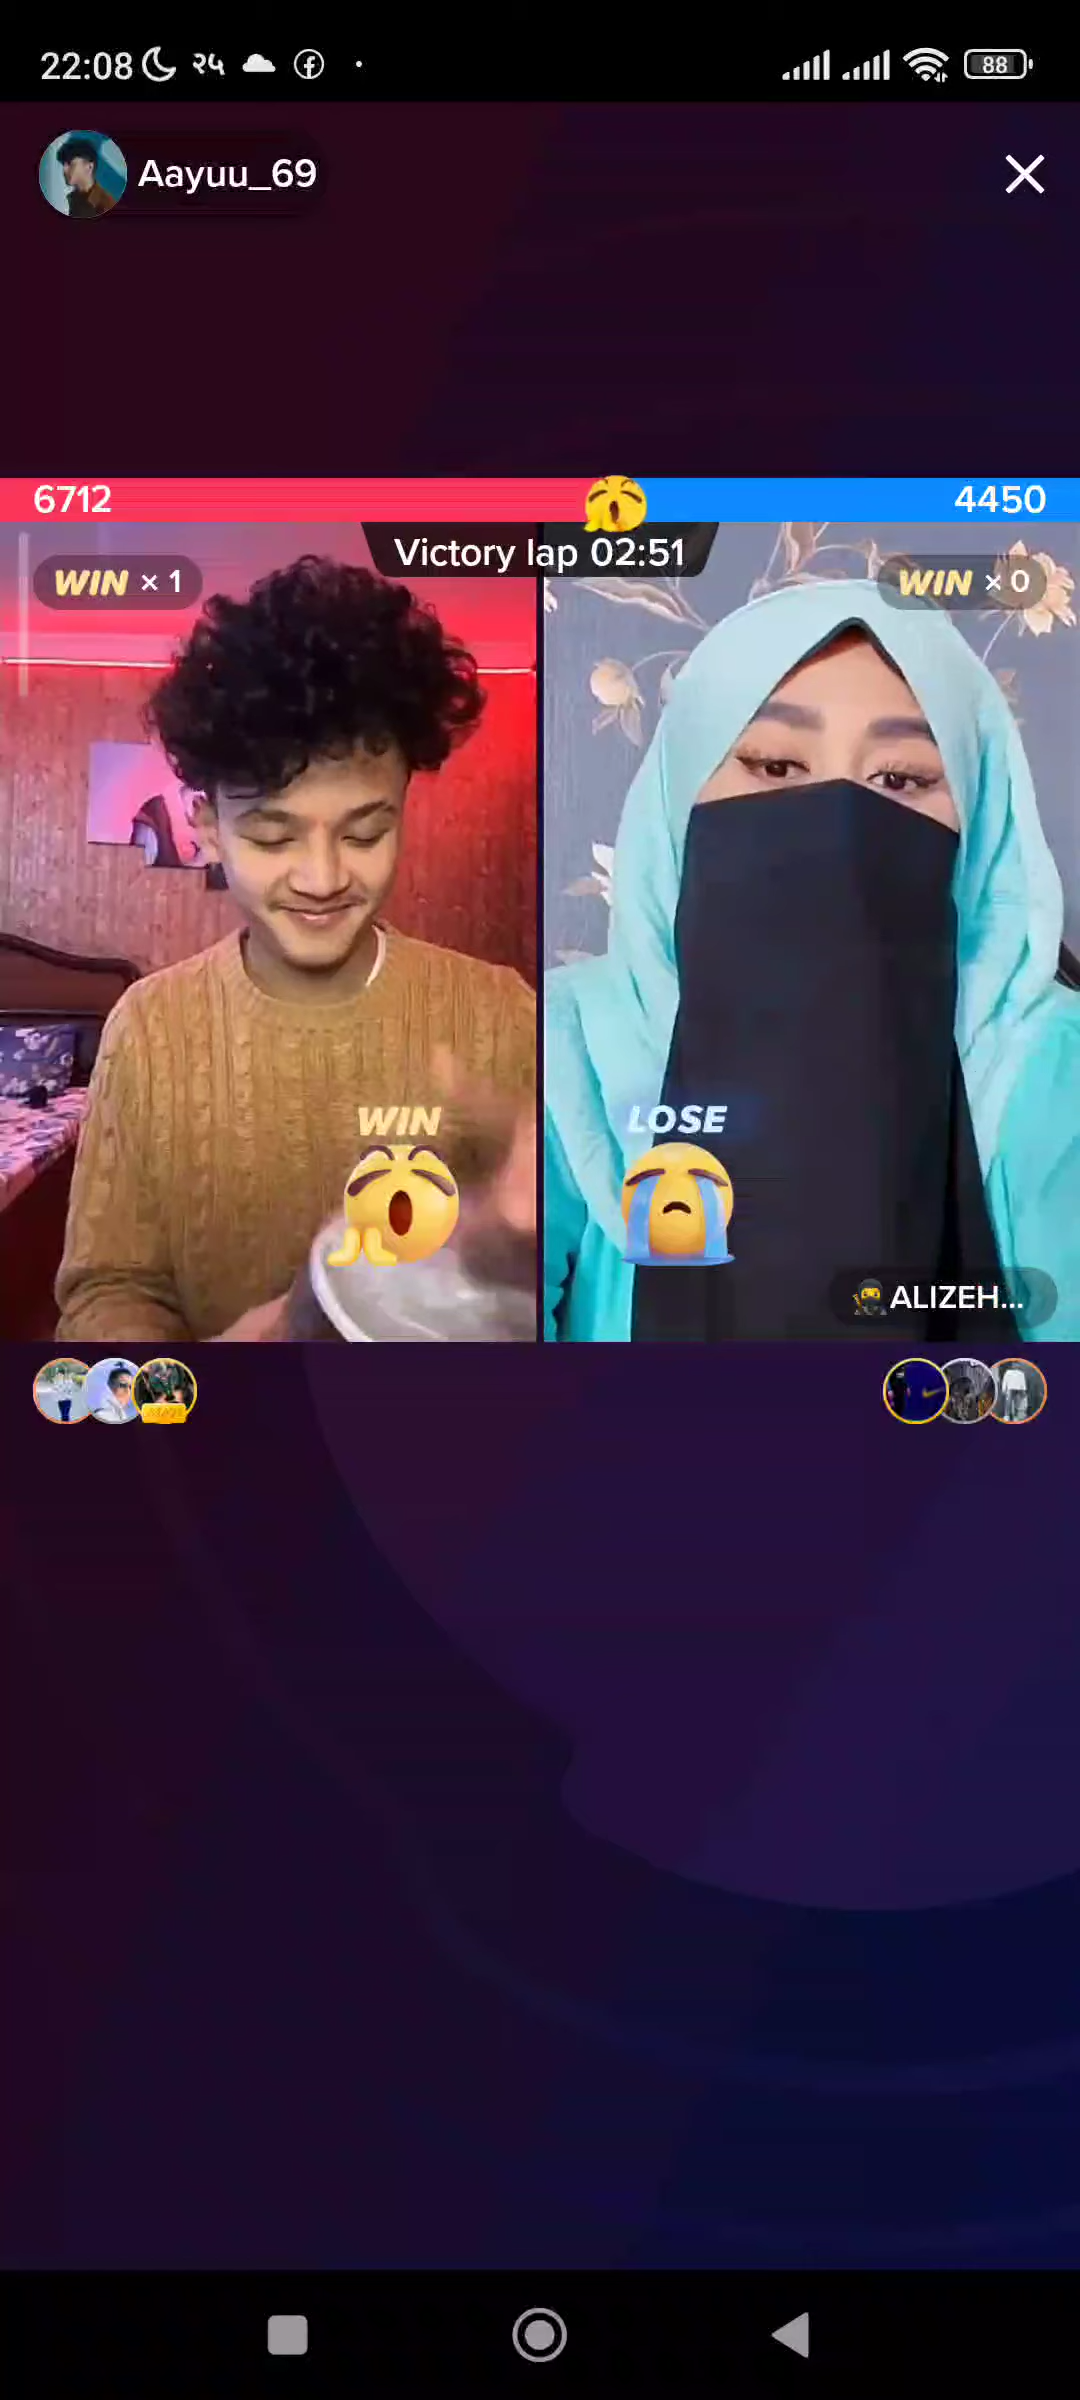 22:08 २५ 88
Aayuu_69
6712 4450
Victory lap 02:51
WIN × 1 WIN × 0
WIN LOSE
ALIZEH...